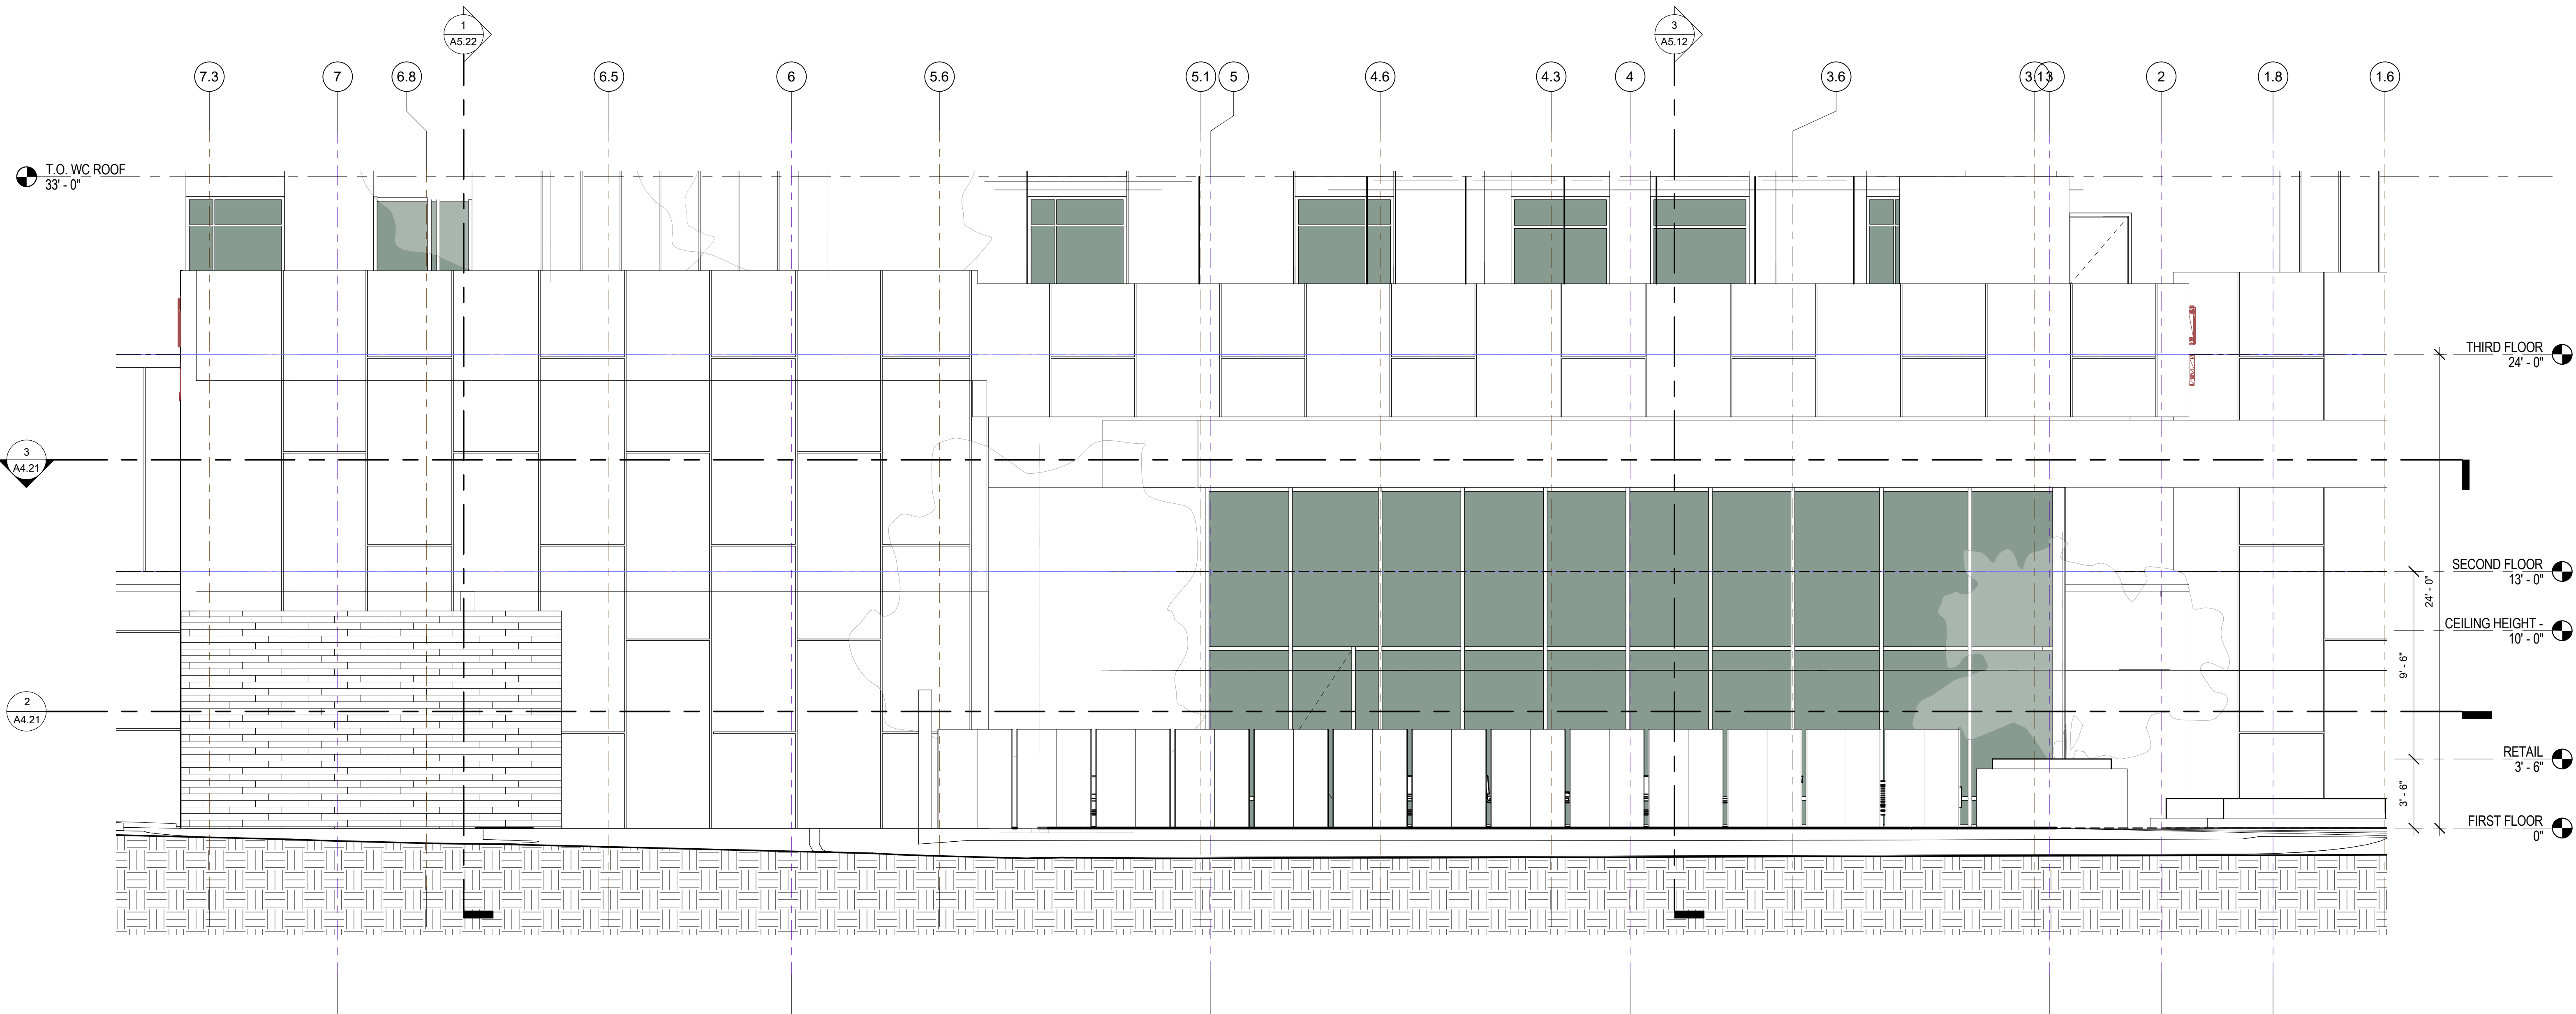 1
A5.22
3
A5.12
7.3
7
6.8
6.5
6
5.6
5.1
5
4.6
4.3
4
3.6
3.1
3
2
1.8
1.6
T.O. WC ROOF
33' - 0"
THIRD FLOOR
24' - 0"
3
A4.21
SECOND FLOOR
13' - 0"
24' - 0"
CEILING HEIGHT -
10' - 0"
9' - 6"
2
A4.21
RETAIL
3' - 6"
3' - 6"
FIRST FLOOR
0"